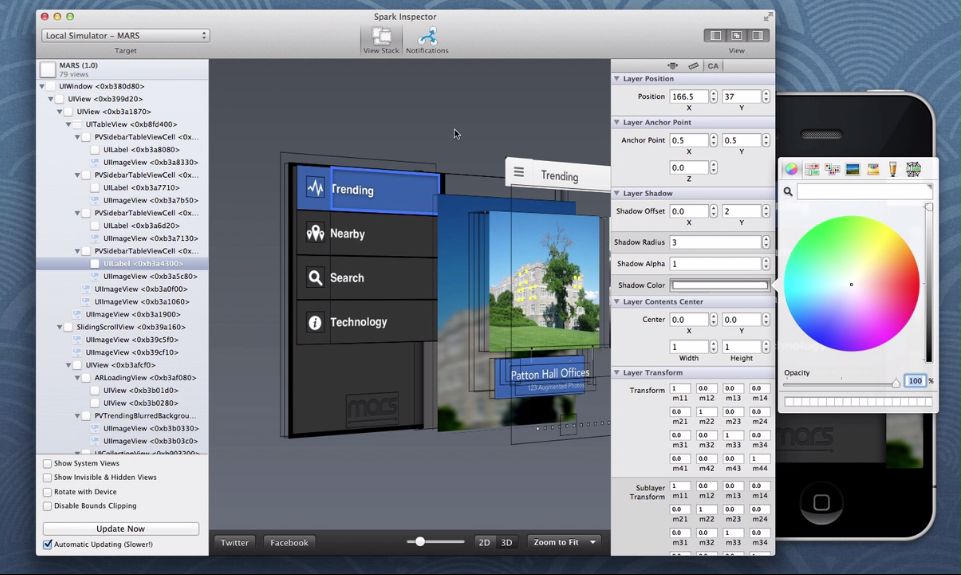 Spark Inspector
Local Simulator – MARS
Target
View Stack
Notifications
View
MARS (1.0)
79 views
UIWindow <0xb380d80>
UIView <0xb399d20>
UIView <0xb3a1870>
UITableView <0xb8fd400>
PVSidebarTableViewCell <0x...
UILabel <0xb3a8080>
UIImageView <0xb3a8330>
PVSidebarTableViewCell <0x...
UILabel <0xb3a7710>
UIImageView <0xb3a7b50>
PVSidebarTableViewCell <0x...
UILabel <0xb3a6d20>
UIImageView <0xb3a7130>
PVSidebarTableViewCell <0x...
UILabel <0xb3a4300>
UIImageView <0xb3a5c80>
UIImageView <0xb3a0f00>
UIImageView <0xb3a1060>
UIImageView <0xb3a1900>
SlidingScrollView <0xb39a160>
UIImageView <0xb39c5f0>
UIImageView <0xb39cf10>
UIView <0xb3afcf0>
ARLoadingView <0xb3af080>
UIView <0xb3b01d0>
UIView <0xb3b0280>
PVTrendingBlurredBackgrou...
UIImageView <0xb3b0330>
UIImageView <0xb3b03c0>
UICollectionView <0xb903200>
Show System Views
Show Invisible & Hidden Views
Rotate with Device
Disable Bounds Clipping
Update Now
Automatic Updating (Slower!)
Trending
Nearby
Search
Technology
mars
Trending
Patton Hall Offices
123 Augmented Photos
Twitter
Facebook
2D
3D
Zoom to Fit
CA
Layer Position
Position 166.5 37
X Y
Layer Anchor Point
Anchor Point 0.5 0.5
X Y
0.0
Z
Layer Shadow
Shadow Offset 0.0 2
X Y
Shadow Radius 3
Shadow Alpha 1
Shadow Color
Layer Contents Center
Center 0.0 0.0
X Y
1 1
Width Height
Layer Transform
Transform 1 0.0 0.0 0.0
m11 m12 m13 m14
0.0 1 0.0 0.0
m21 m22 m23 m24
0.0 0.0 1 0.0
m31 m32 m33 m34
0.0 0.0 0.0 1
m41 m42 m43 m44
Sublayer Transform 1 0.0 0.0 0.0
m11 m12 m13 m14
0.0 1 0.0 0.0
m21 m22 m23 m24
0.0 0.0 1 0.0
m31 m32 m33 m34
0.0 0.0 0.0 1
Opacity
100 %
mars